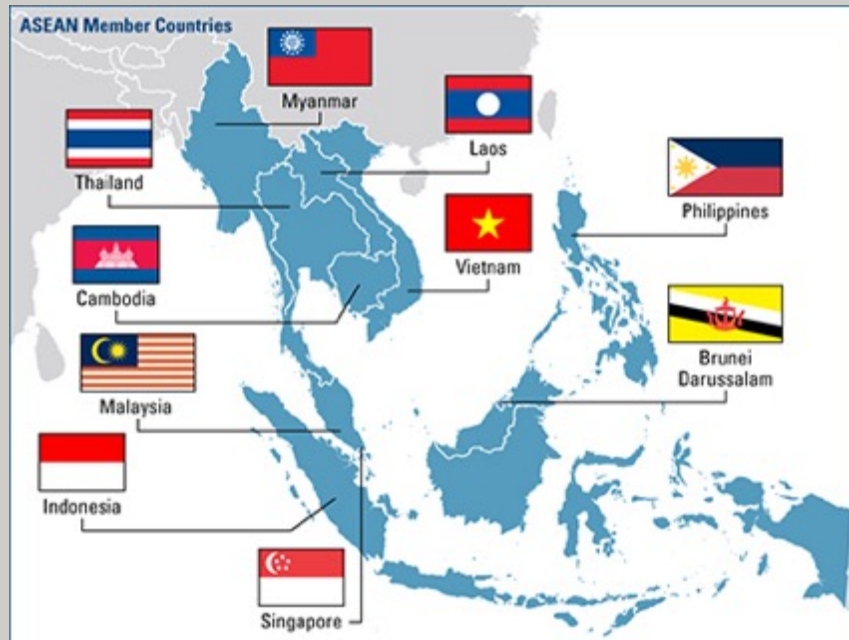 ASEAN Member Countries
Myanmar
Laos
Thailand
Philippines
Vietnam
Cambodia
Brunei
Darussalam
Malaysia
Indonesia
Singapore